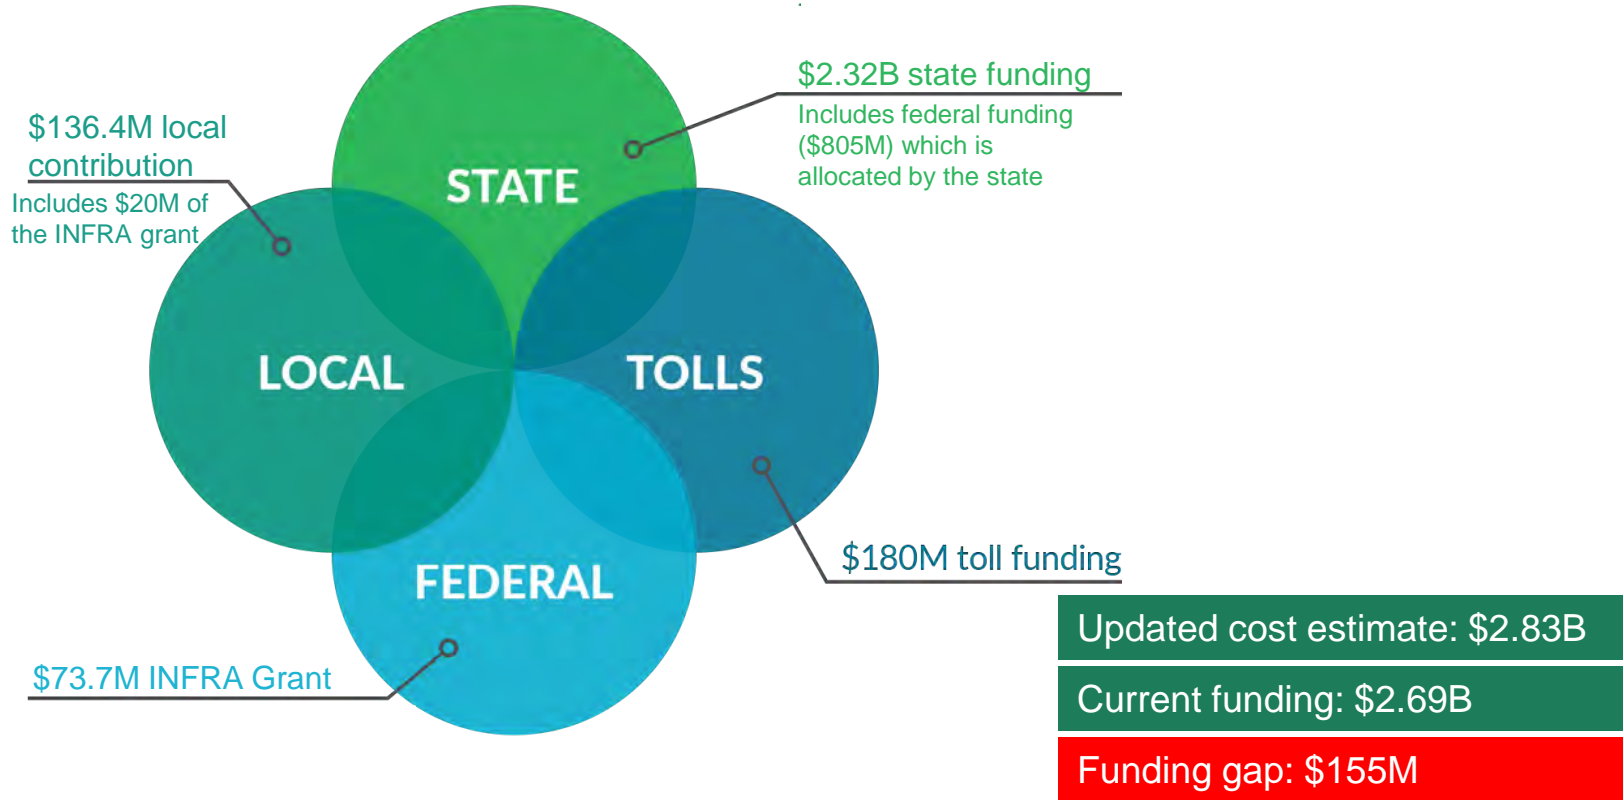 $2.32B state funding
Includes federal funding
($805M) which is
allocated by the state
$136.4M local
contribution
Includes $20M of
the INFRA grant
STATE
LOCAL
TOLLS
FEDERAL
$180M toll funding
$73.7M INFRA Grant
Updated cost estimate: $2.83B
Current funding: $2.69B
Funding gap: $155M